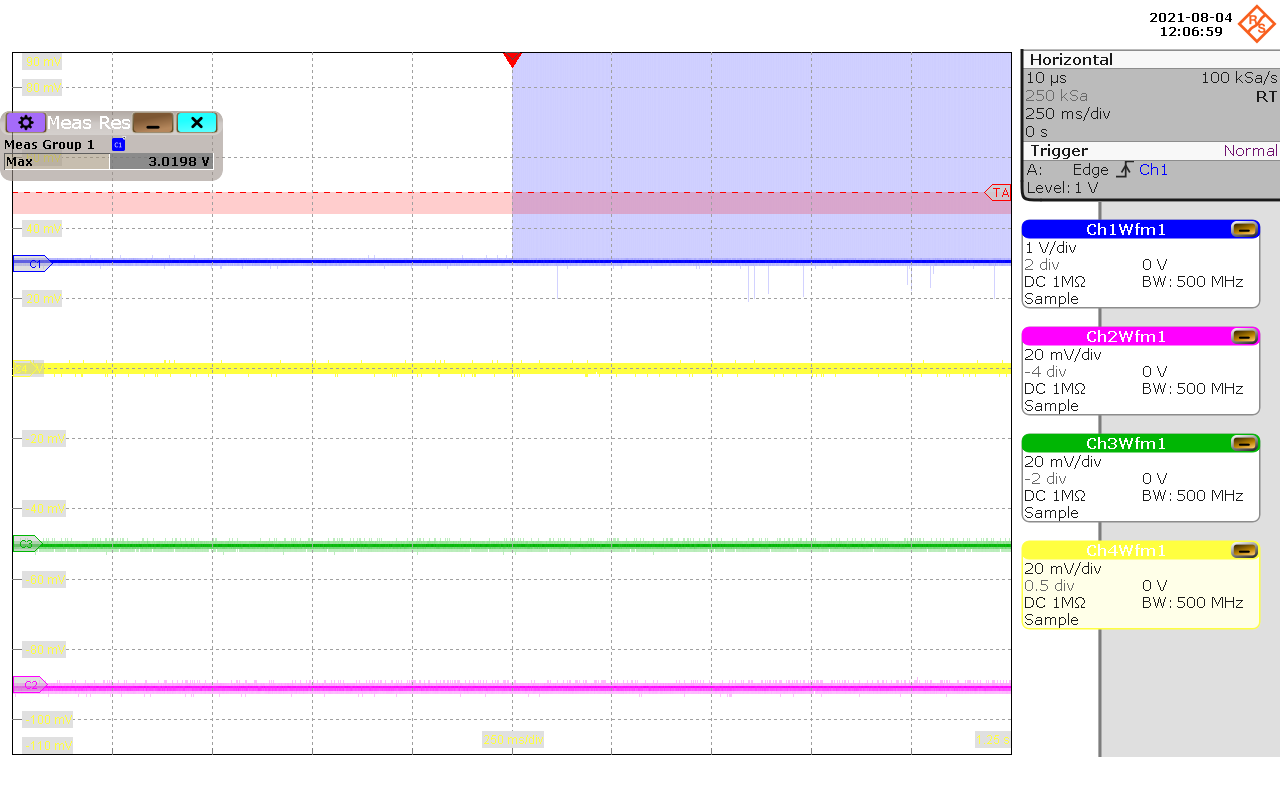 2021-08-04
12:06:59
R&S
Meas Res
Meas Group 1 C1
Max 3.0198 V
TA
C1
C4
C3
C2
Horizontal
10 µs 100 kSa/s
250 kSa RT
250 ms/div
0 s
Trigger Normal
A: Edge Ch1
Level: 1 V
Ch1Wfm1
1 V/div
2 div 0 V
DC 1MΩ BW: 500 MHz
Sample
Ch2Wfm1
20 mV/div
-4 div 0 V
DC 1MΩ BW: 500 MHz
Sample
Ch3Wfm1
20 mV/div
-2 div 0 V
DC 1MΩ BW: 500 MHz
Sample
Ch4Wfm1
20 mV/div
0.5 div 0 V
DC 1MΩ BW: 500 MHz
Sample